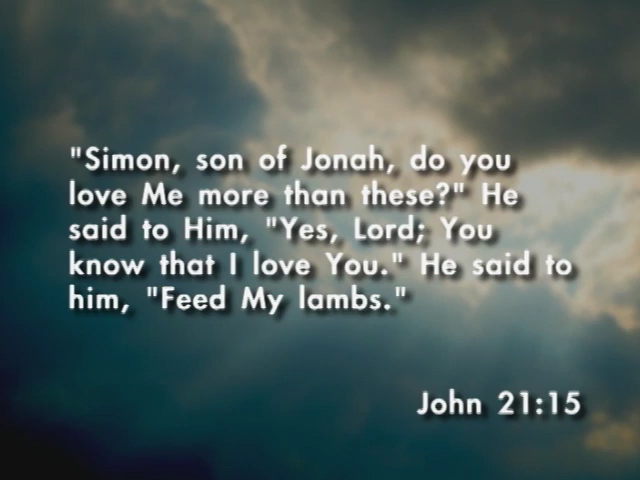 "Simon, son of Jonah, do you
love Me more than these?" He
said to Him, "Yes, Lord; You
know that I love You." He said to
him, "Feed My lambs."
John 21:15